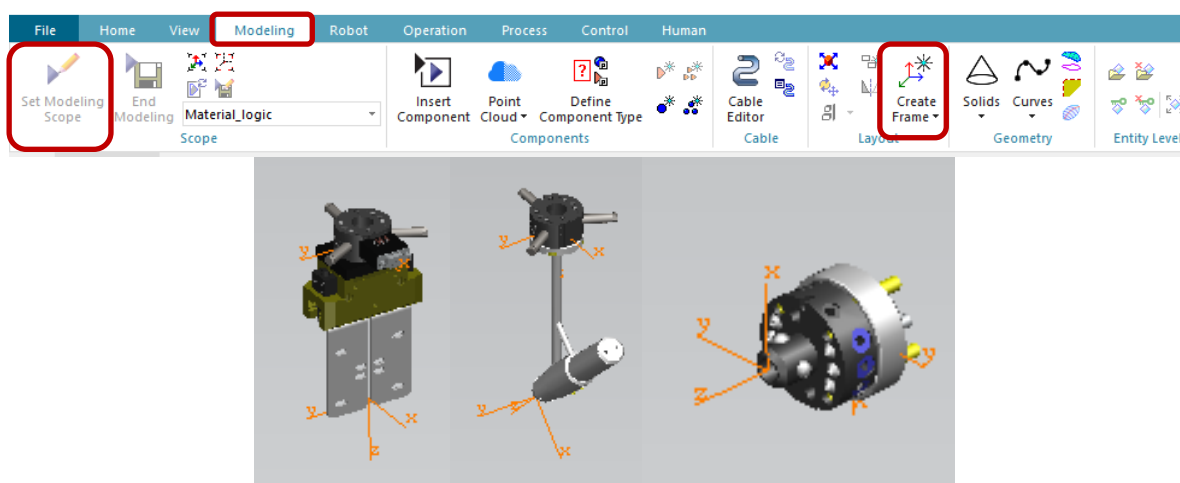 File Home View Modeling Robot Operation Process Control Human
Set Modeling Scope
End Modeling
Material_logic
Scope
Insert Component
Point Cloud
Define Component Type
Components
Cable Editor
Cable
Create Frame
Layout
Solids
Curves
Geometry
Entity Level
y
x
y
x
z
y
x
y
z
x
x
y
z
y